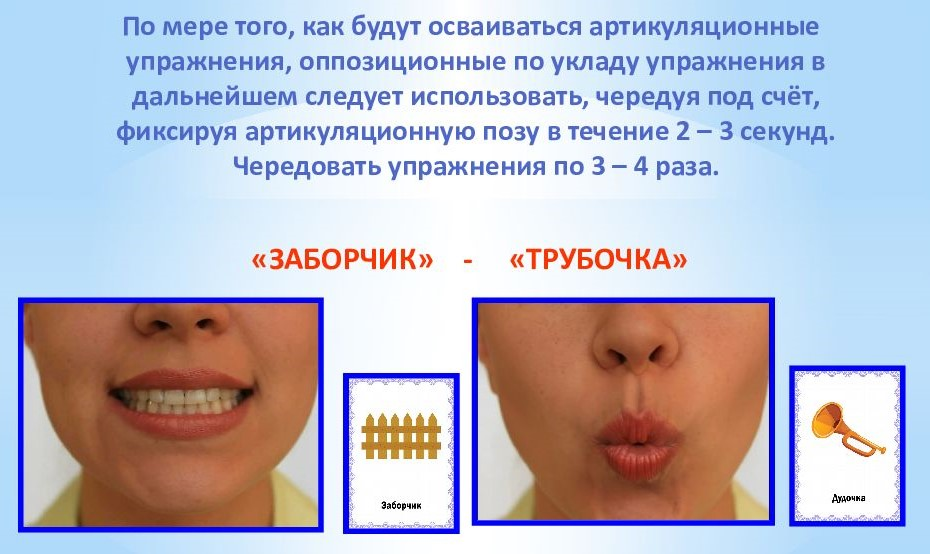 По мере того, как будут осваиваться артикуляционные
упражнения, оппозиционные по укладу упражнения в
дальнейшем следует использовать, чередуя под счёт,
фиксируя артикуляционную позу в течение 2 – 3 секунд.
Чередовать упражнения по 3 – 4 раза.
«ЗАБОРЧИК» - «ТРУБОЧКА»
Заборчик
Дудочка